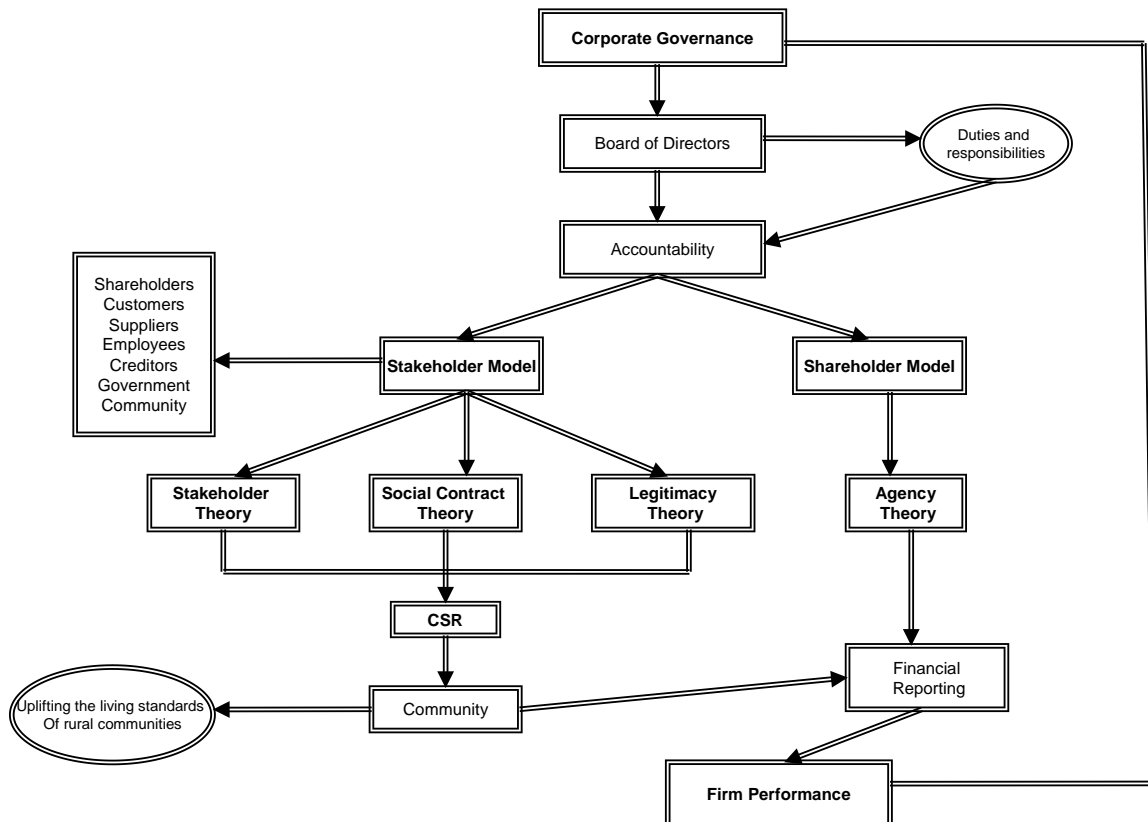 Corporate Governance
Board of Directors
Duties and
responsibilities
Accountability
Shareholders
Customers
Suppliers
Employees
Creditors
Government
Community
Stakeholder Model
Shareholder Model
Stakeholder
Theory
Social Contract
Theory
Legitimacy
Theory
Agency
Theory
CSR
Financial
Reporting
Uplifting the living standards
Of rural communities
Community
Firm Performance